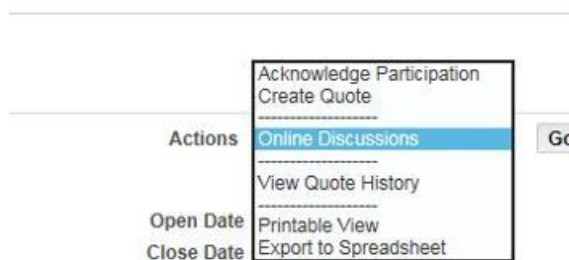 Acknowledge Participation
Create Quote
--------------------
Actions Online Discussions Go
--------------------
View Quote History
--------------------
Open Date Printable View
Close Date Export to Spreadsheet